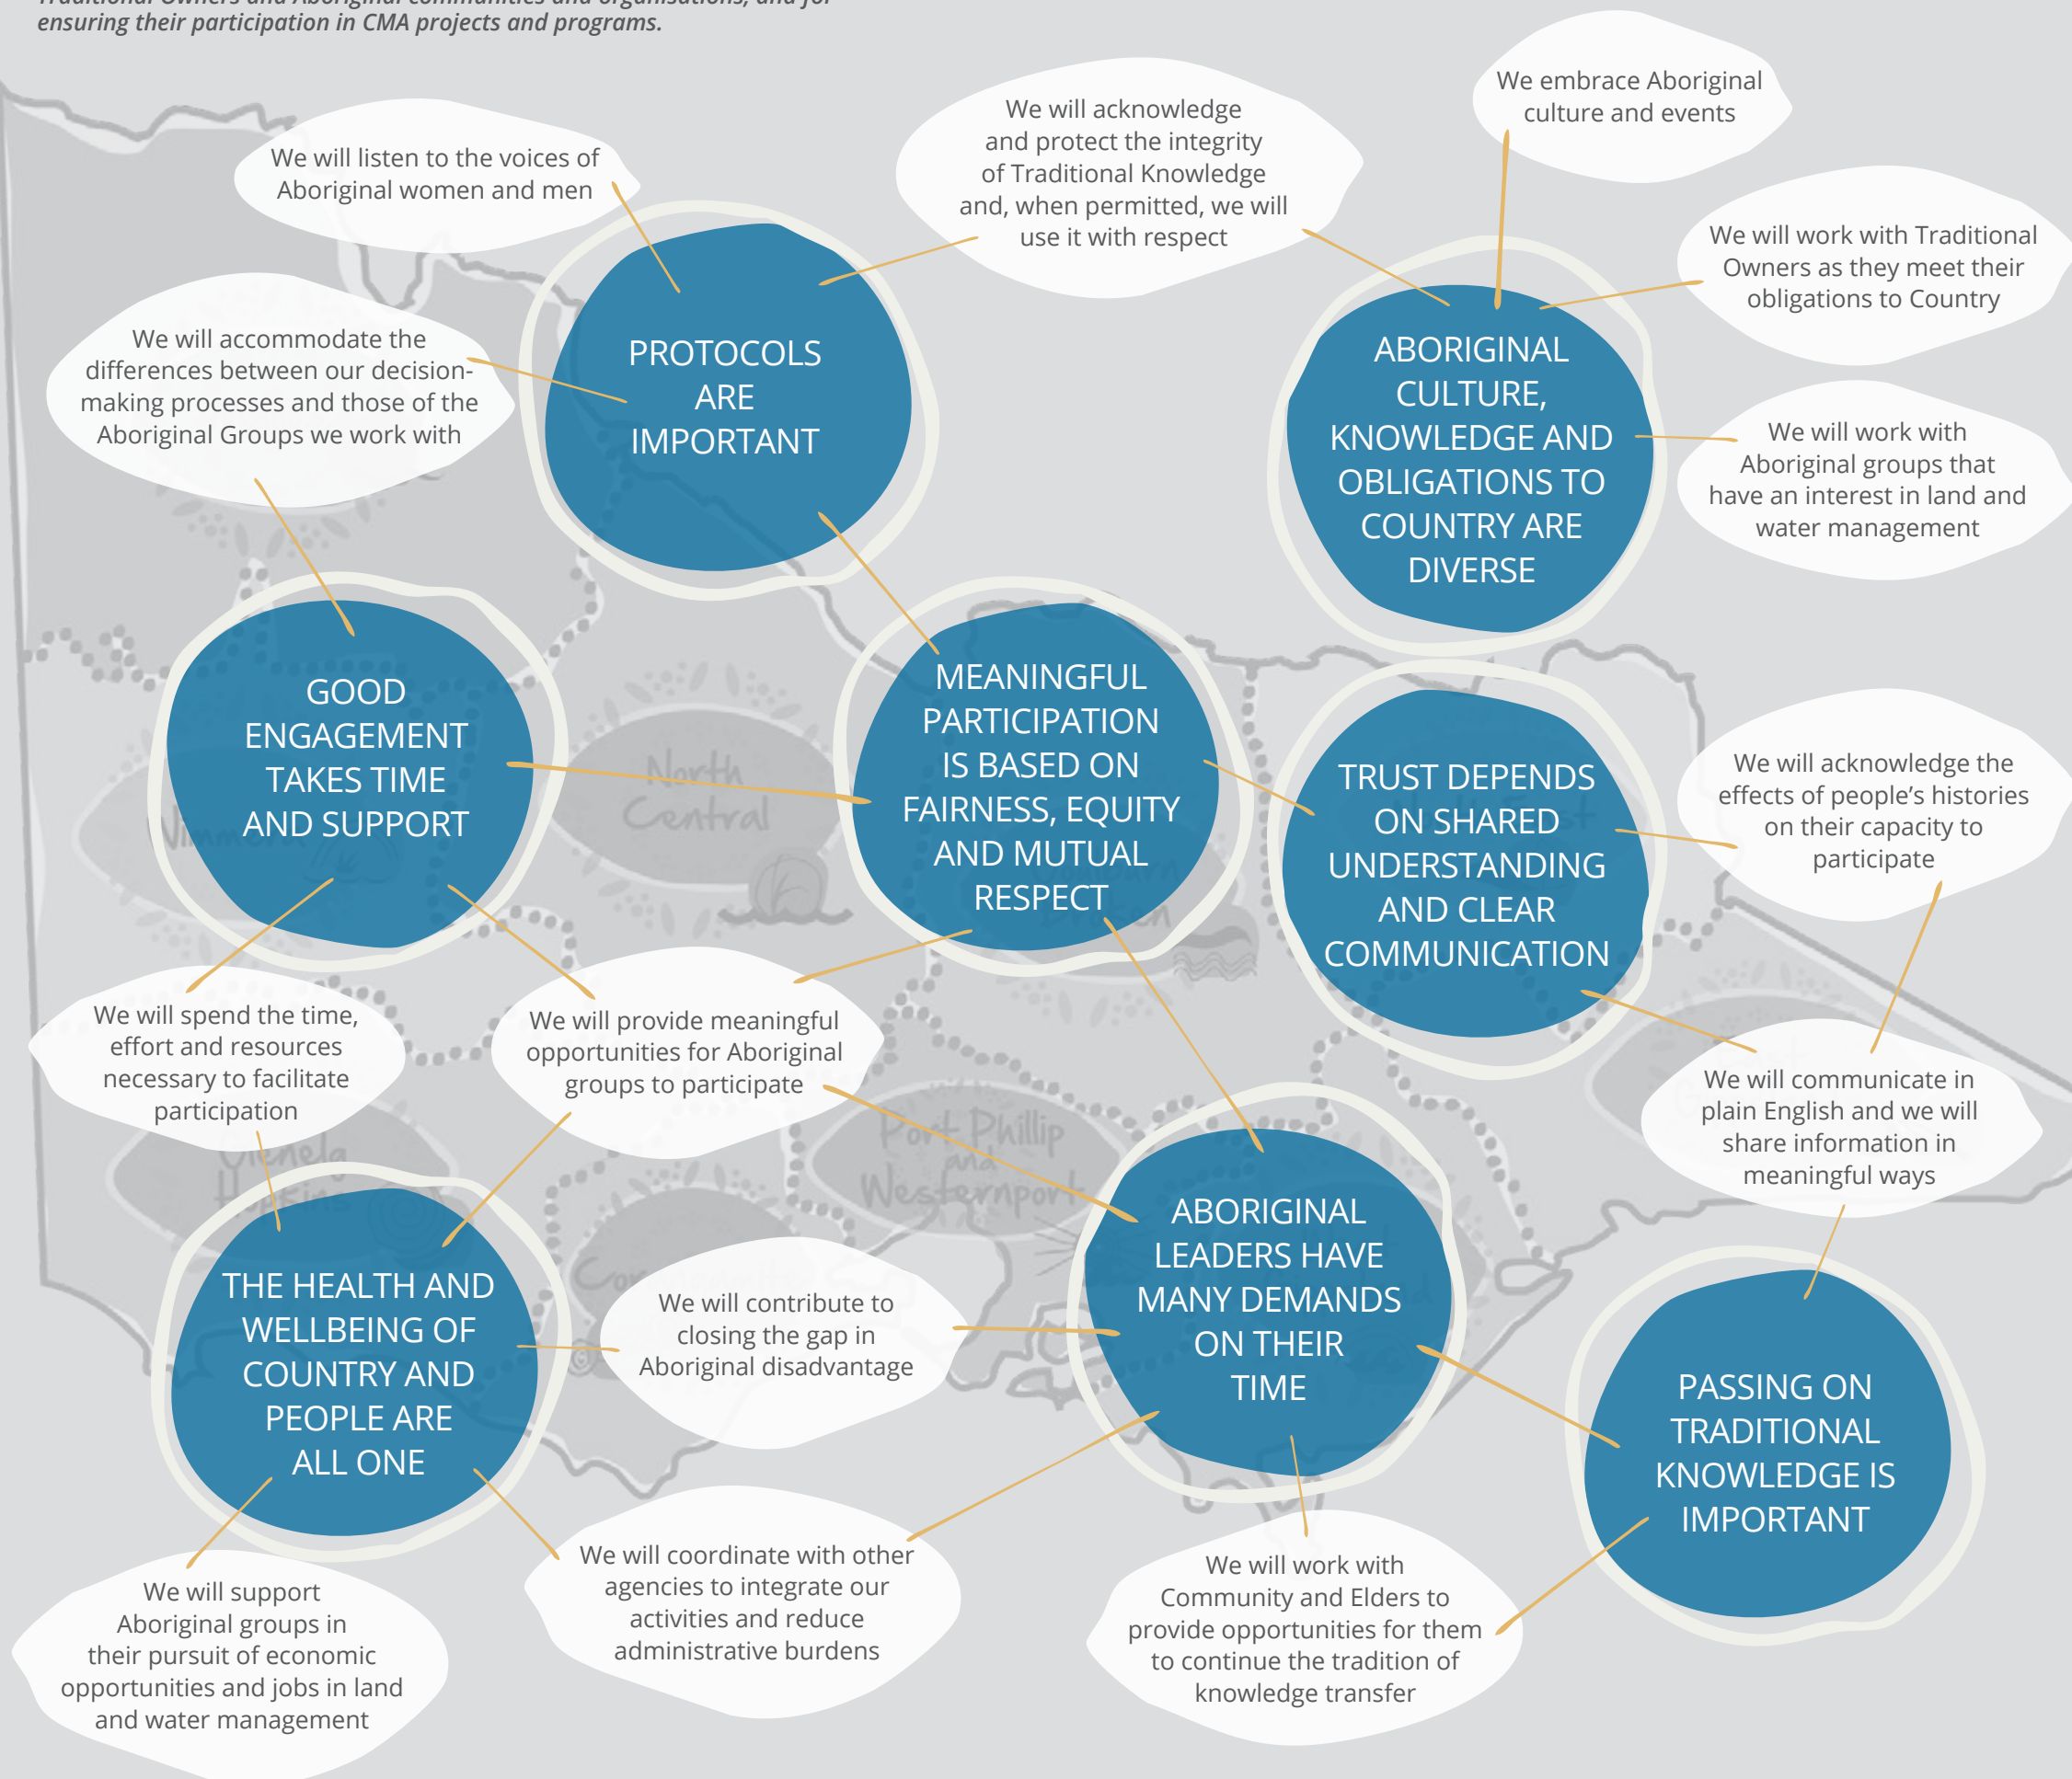 ensuring their participation in CMA projects and programs.
We embrace Aboriginal
culture and events
We will acknowledge
and protect the integrity
of Traditional Knowledge
and, when permitted, we will
use it with respect
We will listen to the voices of
Aboriginal women and men
We will work with Traditional
Owners as they meet their
obligations to Country
We will accommodate the
differences between our decision-
making processes and those of the
Aboriginal Groups we work with
PROTOCOLS
ARE
IMPORTANT
ABORIGINAL
CULTURE,
KNOWLEDGE AND
OBLIGATIONS TO
COUNTRY ARE
DIVERSE
We will work with
Aboriginal groups that
have an interest in land and
water management
GOOD
ENGAGEMENT
TAKES TIME
AND SUPPORT
North
Central
MEANINGFUL
PARTICIPATION
IS BASED ON
FAIRNESS, EQUITY
AND MUTUAL
RESPECT
TRUST DEPENDS
ON SHARED
UNDERSTANDING
AND CLEAR
COMMUNICATION
We will acknowledge the
effects of people’s histories
on their capacity to
participate
We will spend the time,
effort and resources
necessary to facilitate
participation
We will provide meaningful
opportunities for Aboriginal
groups to participate
We will communicate in
plain English and we will
share information in
meaningful ways
Port Phillip
and
Westernport
Glenelg
Hopkins
THE HEALTH AND
WELLBEING OF
COUNTRY AND
PEOPLE ARE
ALL ONE
We will contribute to
closing the gap in
Aboriginal disadvantage
ABORIGINAL
LEADERS HAVE
MANY DEMANDS
ON THEIR
TIME
PASSING ON
TRADITIONAL
KNOWLEDGE IS
IMPORTANT
We will support
Aboriginal groups in
their pursuit of economic
opportunities and jobs in land
and water management
We will coordinate with other
agencies to integrate our
activities and reduce
administrative burdens
We will work with
Community and Elders to
provide opportunities for them
to continue the tradition of
knowledge transfer